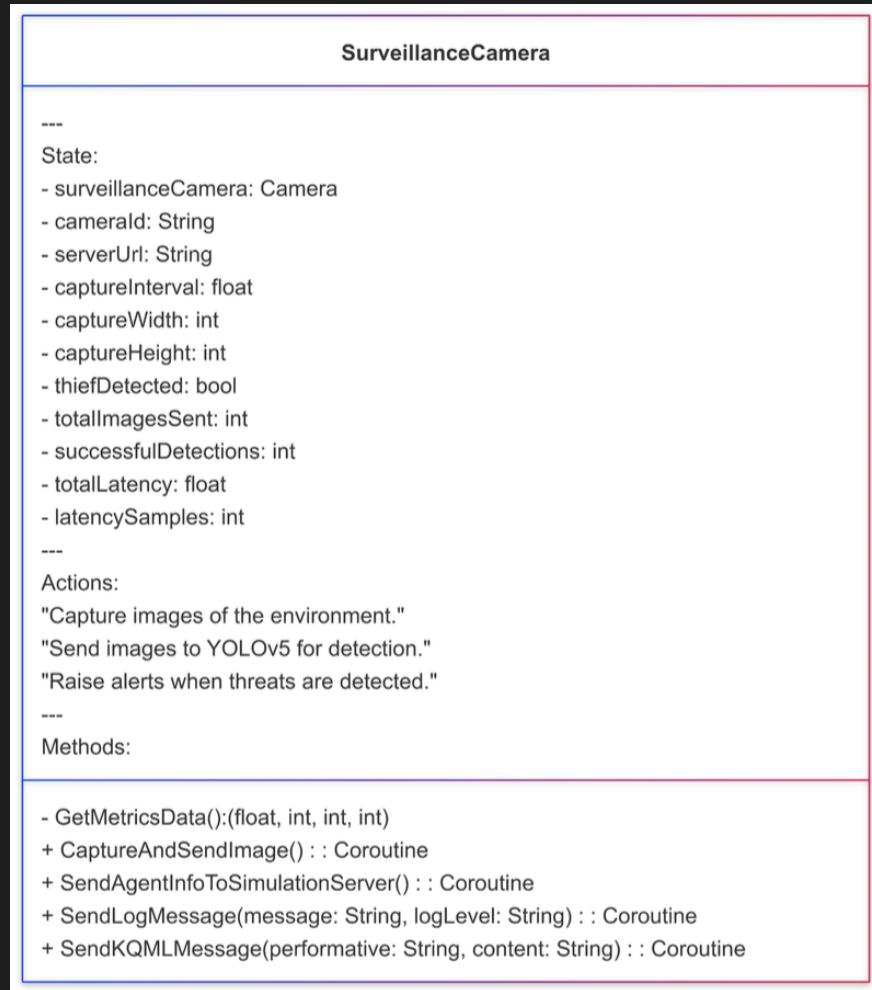 SurveillanceCamera
---
State:
- surveillanceCamera: Camera
- cameraId: String
- serverUrl: String
- captureInterval: float
- captureWidth: int
- captureHeight: int
- thiefDetected: bool
- totalImagesSent: int
- successfulDetections: int
- totalLatency: float
- latencySamples: int
---
Actions:
"Capture images of the environment."
"Send images to YOLOv5 for detection."
"Raise alerts when threats are detected."
---
Methods:
- GetMetricsData():(float, int, int, int)
+ CaptureAndSendImage() : : Coroutine
+ SendAgentInfoToSimulationServer() : : Coroutine
+ SendLogMessage(message: String, logLevel: String) : : Coroutine
+ SendKQMLMessage(performative: String, content: String) : : Coroutine